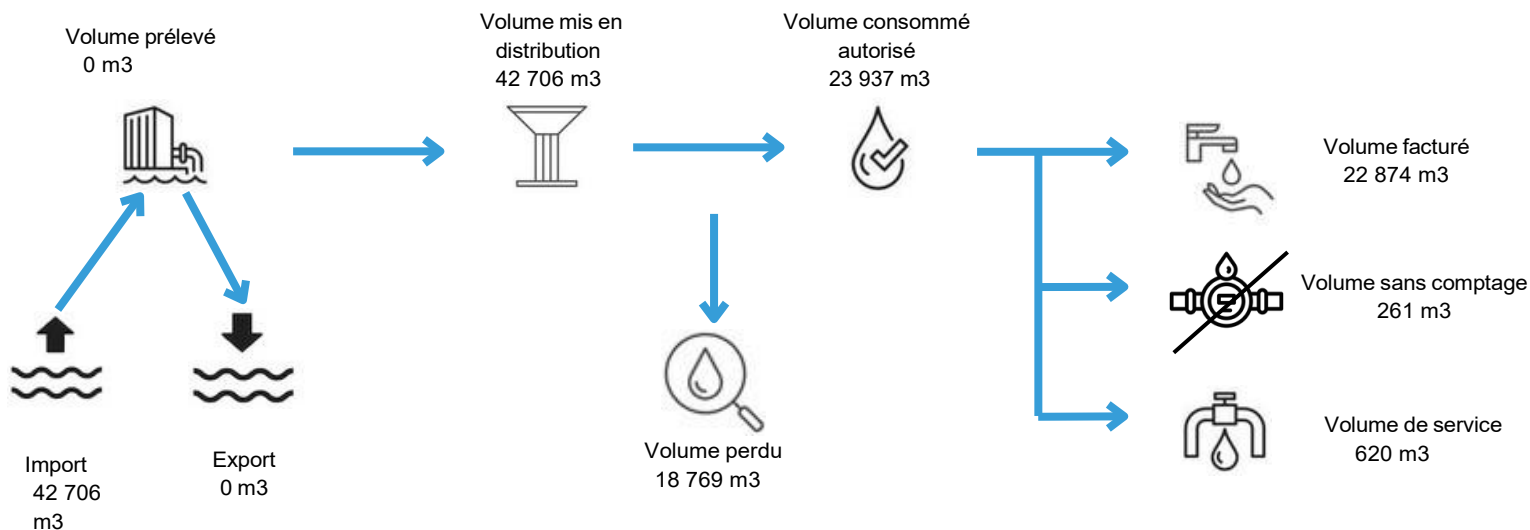 Volume prélevé
0 m3
Volume mis en
distribution
42 706 m3
Volume consommé
autorisé
23 937 m3
Volume facturé
22 874 m3
Volume sans comptage
261 m3
Volume de service
620 m3
Volume perdu
18 769 m3
Import
42 706
m3
Export
0 m3